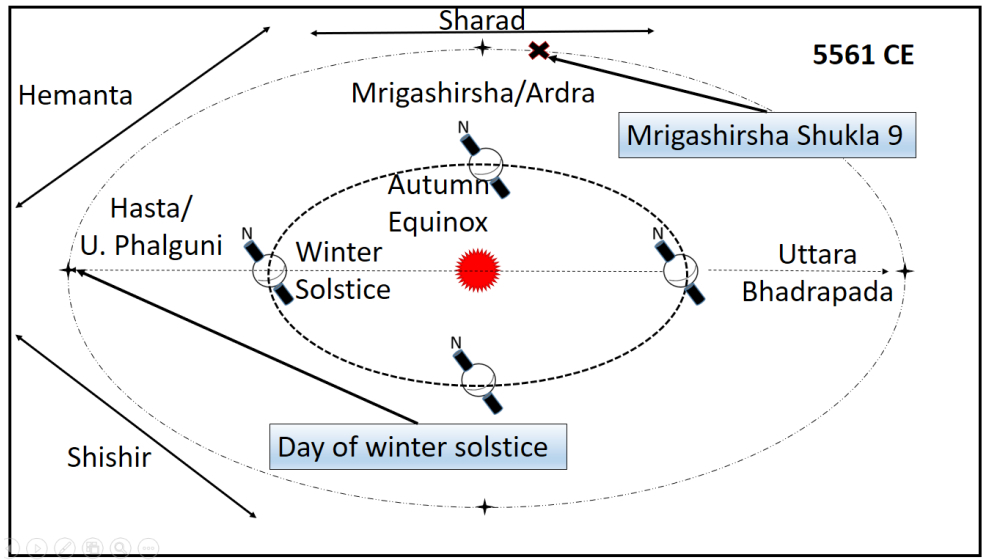 Sharad
5561 CE
Hemanta
Mrigashirsha/Ardra
Mrigashirsha Shukla 9
N
Autumn
Equinox
Hasta/
U. Phalguni
N
Winter
Solstice
N
Uttara
Bhadrapada
N
Day of winter solstice
Shishir